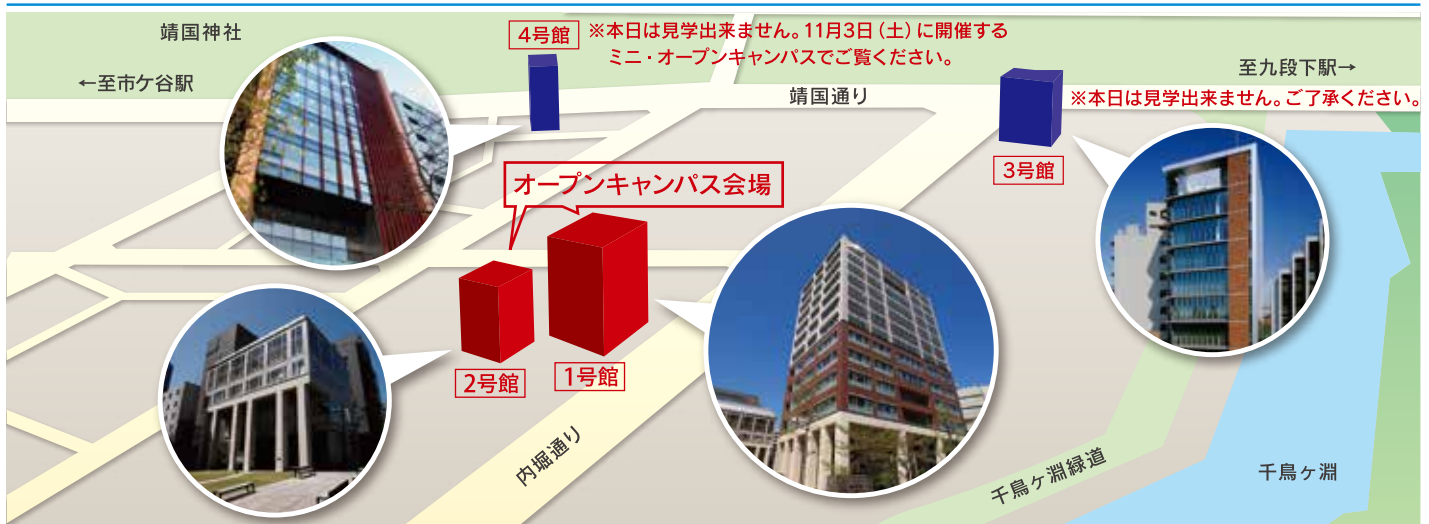 靖国神社
4号館
※本日は見学出来ません。11月3日（土）に開催する
ミニ・オープンキャンパスでご覧ください。
←至市ケ谷駅
至九段下駅→
靖国通り
※本日は見学出来ません。ご了承ください。
3号館
オープンキャンパス会場
2号館
1号館
内堀通り
千鳥ヶ淵緑道
千鳥ヶ淵